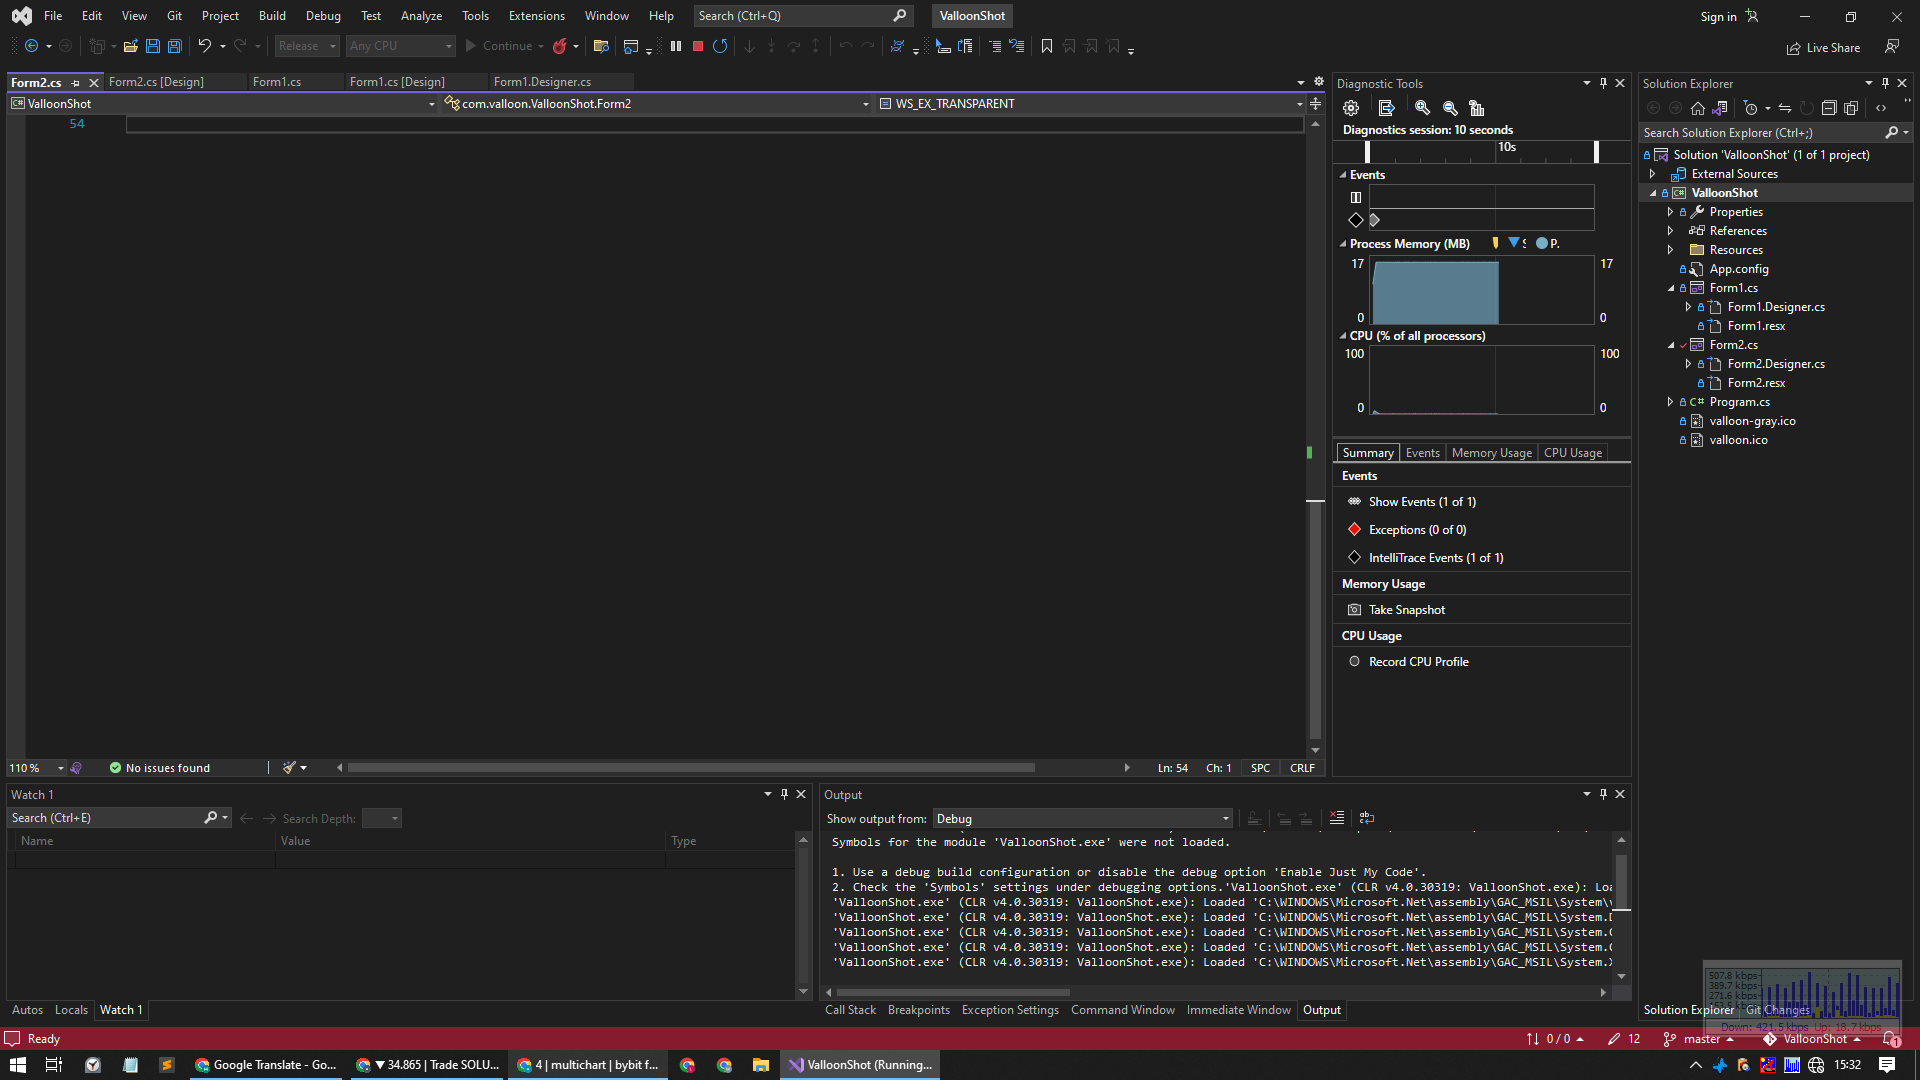 File Edit View Git Project Build Debug Test Analyze Tools Extensions Window Help Search (Ctrl+Q) ValloonShot Sign in
Release Any CPU Continue Live Share
Form2.cs Form2.cs [Design] Form1.cs Form1.cs [Design] Form1.Designer.cs
ValloonShot com.valloon.ValloonShot.Form2 WS_EX_TRANSPARENT
54
110 % No issues found Ln: 54 Ch: 1 SPC CRLF
Diagnostic Tools
Diagnostics session: 10 seconds
10s
Events
Process Memory (MB) P.
17 17
0 0
CPU (% of all processors)
100 100
0 0
Summary Events Memory Usage CPU Usage
Events
Show Events (1 of 1)
Exceptions (0 of 0)
IntelliTrace Events (1 of 1)
Memory Usage
Take Snapshot
CPU Usage
Record CPU Profile
Solution Explorer
Search Solution Explorer (Ctrl+;)
Solution 'ValloonShot' (1 of 1 project)
External Sources
ValloonShot
Properties
References
Resources
App.config
Form1.cs
Form1.Designer.cs
Form1.resx
Form2.cs
Form2.Designer.cs
Form2.resx
Program.cs
valloon-gray.ico
valloon.ico
Watch 1
Search (Ctrl+E) Search Depth:
Name Value Type
Autos Locals Watch 1
Output
Show output from: Debug
Symbols for the module 'ValloonShot.exe' were not loaded.
1. Use a debug build configuration or disable the debug option 'Enable Just My Code'.
2. Check the 'Symbols' settings under debugging options.'ValloonShot.exe' (CLR v4.0.30319: ValloonShot.exe): Loa
'ValloonShot.exe' (CLR v4.0.30319: ValloonShot.exe): Loaded 'C:\WINDOWS\Microsoft.Net\assembly\GAC_MSIL\System\v
'ValloonShot.exe' (CLR v4.0.30319: ValloonShot.exe): Loaded 'C:\WINDOWS\Microsoft.Net\assembly\GAC_MSIL\System.D
'ValloonShot.exe' (CLR v4.0.30319: ValloonShot.exe): Loaded 'C:\WINDOWS\Microsoft.Net\assembly\GAC_MSIL\System.C
'ValloonShot.exe' (CLR v4.0.30319: ValloonShot.exe): Loaded 'C:\WINDOWS\Microsoft.Net\assembly\GAC_MSIL\System.C
'ValloonShot.exe' (CLR v4.0.30319: ValloonShot.exe): Loaded 'C:\WINDOWS\Microsoft.Net\assembly\GAC_MSIL\System.X
Call Stack Breakpoints Exception Settings Command Window Immediate Window Output
507.8 kbps
389.7 kbps
271.6 kbps
Solution Explorer Git Changes
Down: 421.5 kbps Up: 18.7 kbps
Ready 0 / 0 12 master ValloonShot 1
Google Translate - Go... ▼ 34.865 | Trade SOLU... 4 | multichart | bybit f... ValloonShot (Running... 15:32